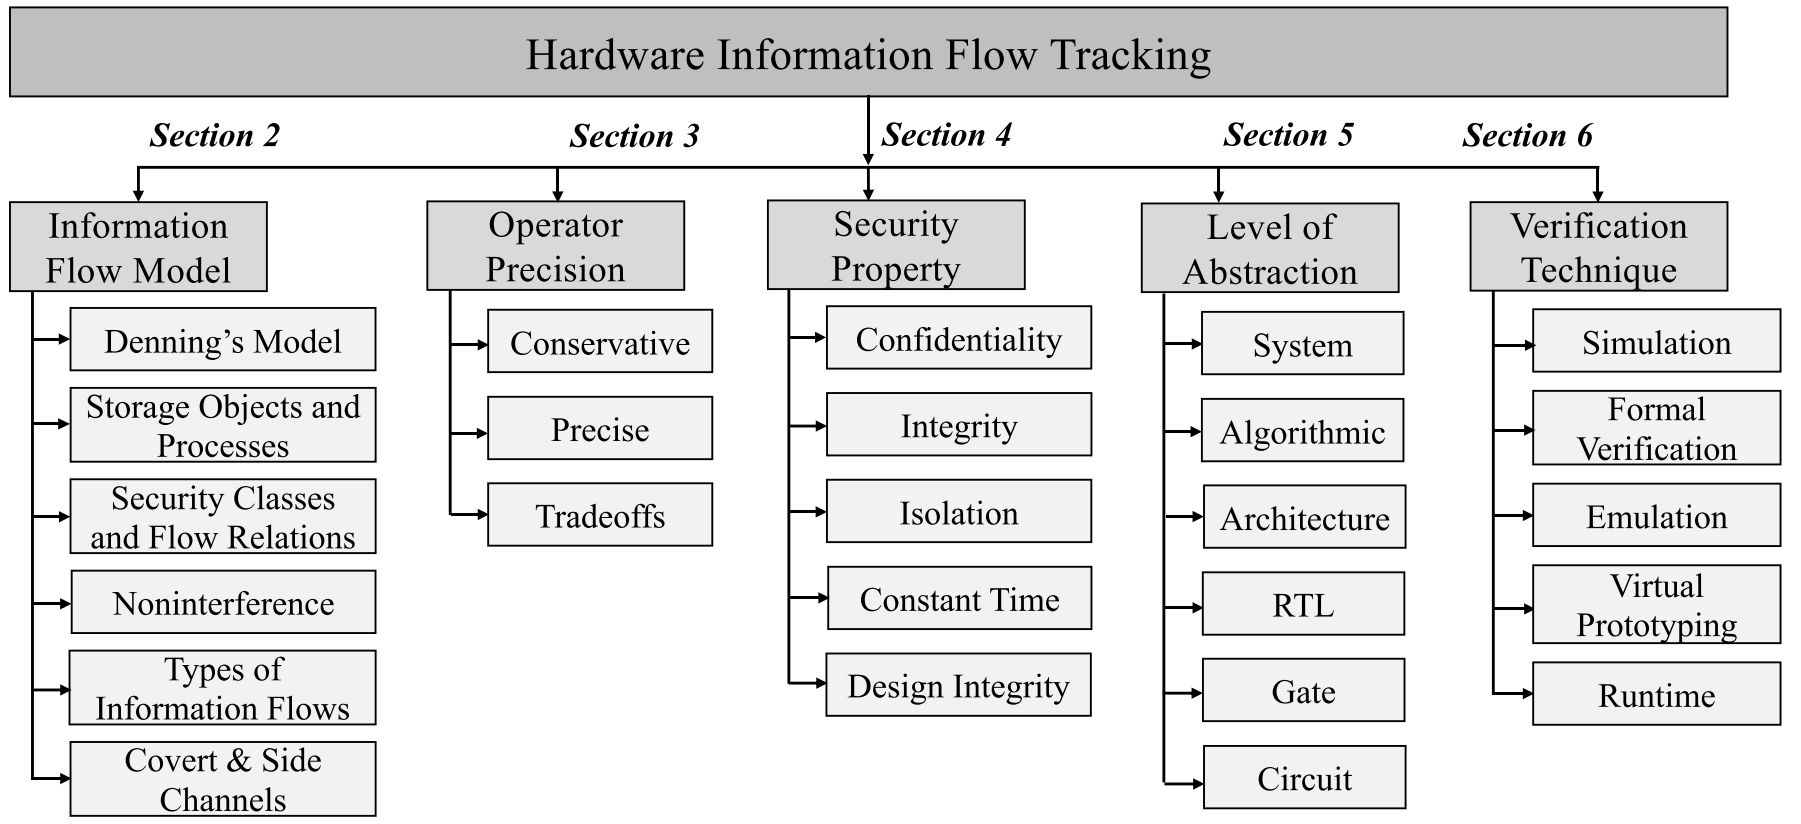 Hardware Information Flow Tracking
Section 2
Section 3
Section 4
Section 5
Section 6
Information
Flow Model
Denning's Model
Storage Objects and
Processes
Security Classes
and Flow Relations
Noninterference
Types of
Information Flows
Covert & Side
Channels
Operator
Precision
Conservative
Precise
Tradeoffs
Security
Property
Confidentiality
Integrity
Isolation
Constant Time
Design Integrity
Level of
Abstraction
System
Algorithmic
Architecture
RTL
Gate
Circuit
Verification
Technique
Simulation
Formal
Verification
Emulation
Virtual
Prototyping
Runtime